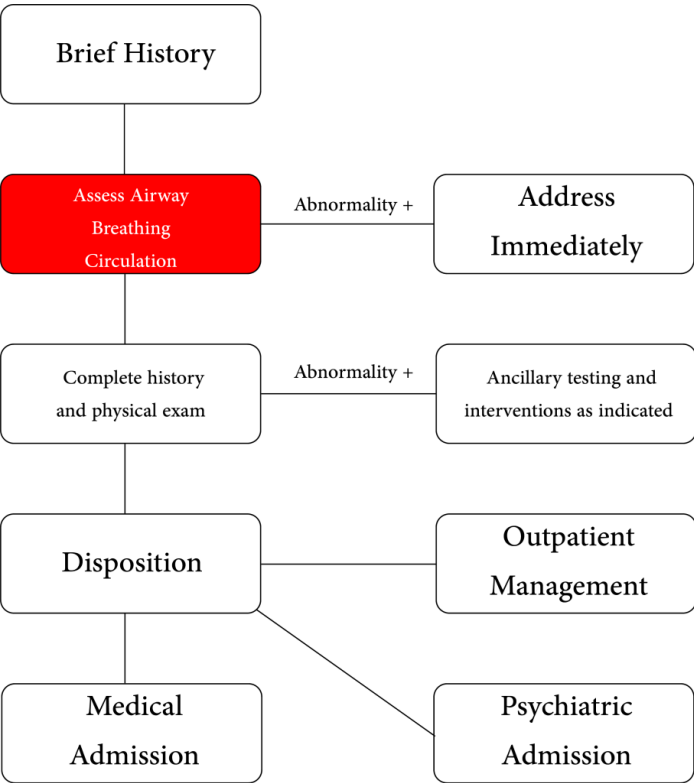 Brief History
Assess Airway
Breathing
Circulation
Abnormality +
Address
Immediately
Complete history
and physical exam
Abnormality +
Ancillary testing and
interventions as indicated
Disposition
Outpatient
Management
Medical
Admission
Psychiatric
Admission